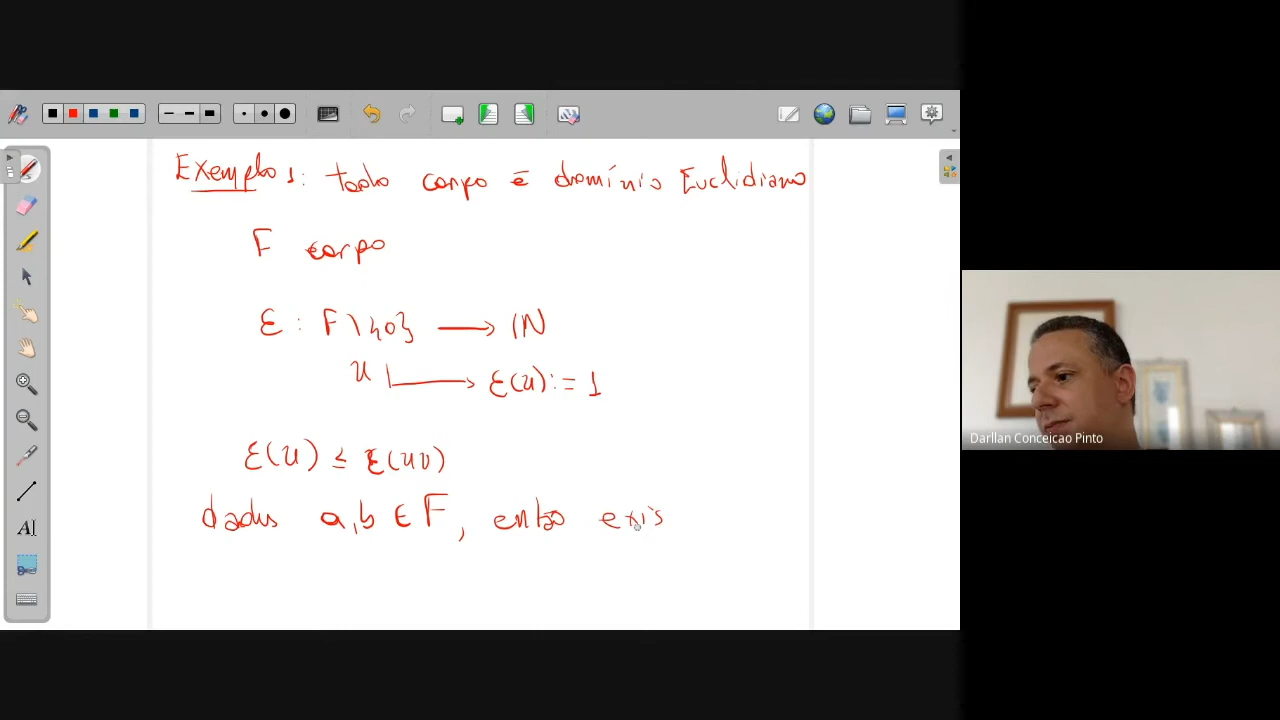 Exemplo 1: todo corpo é domínio Euclidiano
F corpo
ε : F \ {0} → ℕ
u ↦ ε(u) := 1
ε(u) ≤ ε(uv)
dados a, b ∈ F, então exis
Darllan Conceicao Pinto